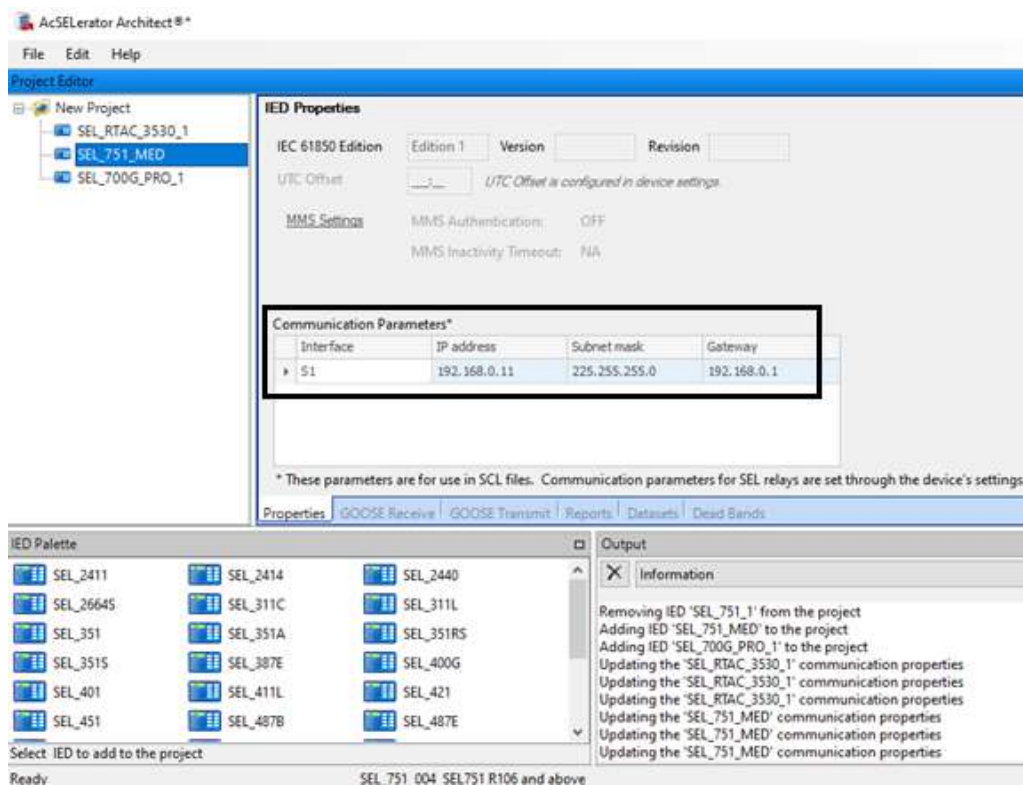 AcSELerator Architect ® *
File Edit Help
Project Editor
New Project
SEL_RTAC_3530_1
SEL_751_MED
SEL_700G_PRO_1
IED Properties
IEC 61850 Edition Edition 1 Version Revision
UTC Offset __:__ UTC Offset is configured in device settings.
MMS Settings MMS Authentication: OFF
MMS Inactivity Timeout: NA
Communication Parameters*
Interface IP address Subnet mask Gateway
S1 192.168.0.11 225.255.255.0 192.168.0.1
* These parameters are for use in SCL files. Communication parameters for SEL relays are set through the device's settings
Properties GOOSE Receive GOOSE Transmit Reports Datasets Dead Bands
IED Palette
SEL_2411 SEL_2414 SEL_2440
SEL_2664S SEL_311C SEL_311L
SEL_351 SEL_351A SEL_351RS
SEL_351S SEL_387E SEL_400G
SEL_401 SEL_411L SEL_421
SEL_451 SEL_487B SEL_487E
Select IED to add to the project
Output
X Information
Removing IED 'SEL_751_1' from the project
Adding IED 'SEL_751_MED' to the project
Adding IED 'SEL_700G_PRO_1' to the project
Updating the 'SEL_RTAC_3530_1' communication properties
Updating the 'SEL_RTAC_3530_1' communication properties
Updating the 'SEL_RTAC_3530_1' communication properties
Updating the 'SEL_751_MED' communication properties
Updating the 'SEL_751_MED' communication properties
Updating the 'SEL_751_MED' communication properties
Ready SEL_751_004 SEL751 R106 and above